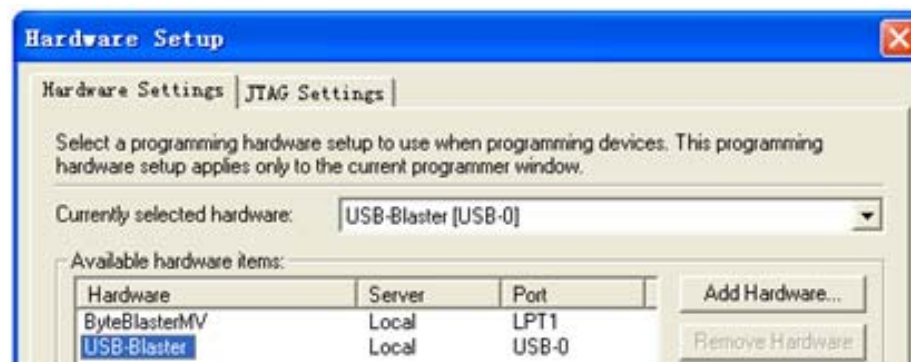 Hardware Setup
Hardware Settings JTAG Settings
Select a programming hardware setup to use when programming devices. This programming
hardware setup applies only to the current programmer window.
Currently selected hardware: USB-Blaster [USB-0]
Available hardware items:
Hardware Server Port
Add Hardware...
ByteBlasterMV Local LPT1
USB-Blaster Local USB-0
Remove Hardware